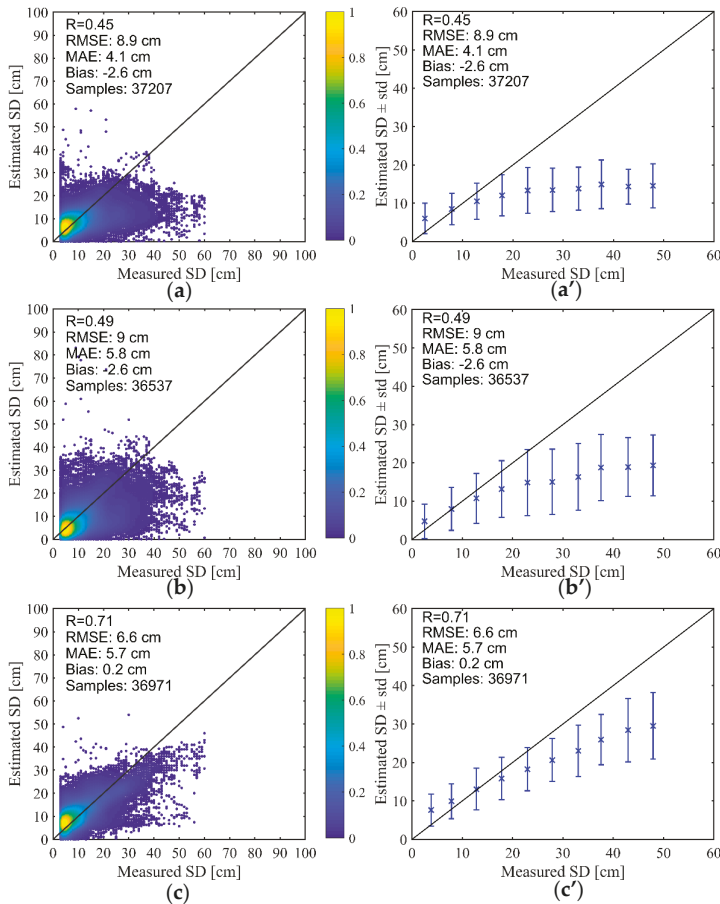 R=0.45
RMSE: 8.9 cm
MAE: 4.1 cm
Bias: -2.6 cm
Samples: 37207
100
90
80
70
60
50
40
30
20
10
0
Estimated SD [cm]
0 10 20 30 40 50 60 70 80 90 100
Measured SD [cm]
1
0.8
0.6
0.4
0.2
0
(a)
R=0.45
RMSE: 8.9 cm
MAE: 4.1 cm
Bias: -2.6 cm
Samples: 37207
60
50
40
30
20
10
0
Estimated SD ± std [cm]
0 10 20 30 40 50 60
Measured SD [cm]
(a')
R=0.49
RMSE: 9 cm
MAE: 5.8 cm
Bias: -2.6 cm
Samples: 36537
100
90
80
70
60
50
40
30
20
10
0
Estimated SD [cm]
0 10 20 30 40 50 60 70 80 90 100
Measured SD [cm]
1
0.8
0.6
0.4
0.2
0
(b)
R=0.49
RMSE: 9 cm
MAE: 5.8 cm
Bias: -2.6 cm
Samples: 36537
60
50
40
30
20
10
0
Estimated SD ± std [cm]
0 10 20 30 40 50 60
Measured SD [cm]
(b')
R=0.71
RMSE: 6.6 cm
MAE: 5.7 cm
Bias: 0.2 cm
Samples: 36971
100
90
80
70
60
50
40
30
20
10
0
Estimated SD [cm]
0 10 20 30 40 50 60 70 80 90 100
Measured SD [cm]
1
0.8
0.6
0.4
0.2
0
(c)
R=0.71
RMSE: 6.6 cm
MAE: 5.7 cm
Bias: 0.2 cm
Samples: 36971
60
50
40
30
20
10
0
Estimated SD ± std [cm]
0 10 20 30 40 50 60
Measured SD [cm]
(c')